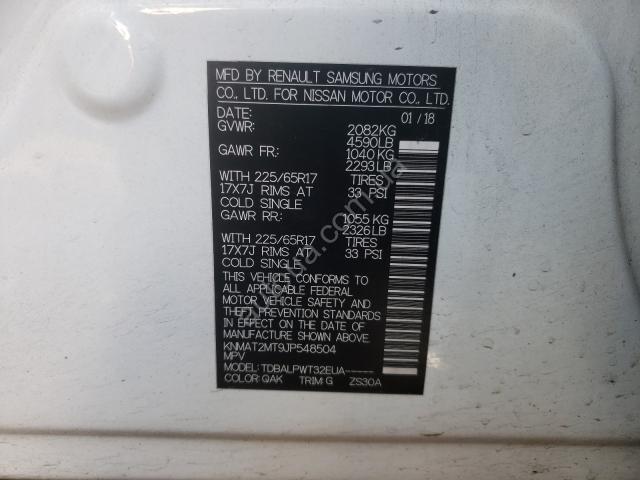 MFD BY RENAULT SAMSUNG MOTORS
CO., LTD. FOR NISSAN MOTOR CO., LTD.
DATE: 01 / 18
GVWR: 2082KG
4590LB
GAWR FR: 1040 KG
2293 LB
WITH 225/65R17 TIRES
17X7J RIMS AT 33 PSI
COLD SINGLE
GAWR RR: 1055 KG
2326 LB
WITH 225/65R17 TIRES
17X7J RIMS AT 33 PSI
COLD SINGLE
THIS VEHICLE CONFORMS TO
ALL APPLICABLE FEDERAL
MOTOR VEHICLE SAFETY AND
THEFT PREVENTION STANDARDS
IN EFFECT ON THE DATE OF
MANUFACTURE SHOWN ABOVE.
KNMAT2MT9JP548504
MPV
MODEL: TDBALPWT32EUA------
COLOR: QAK TRIM: G ZS30A